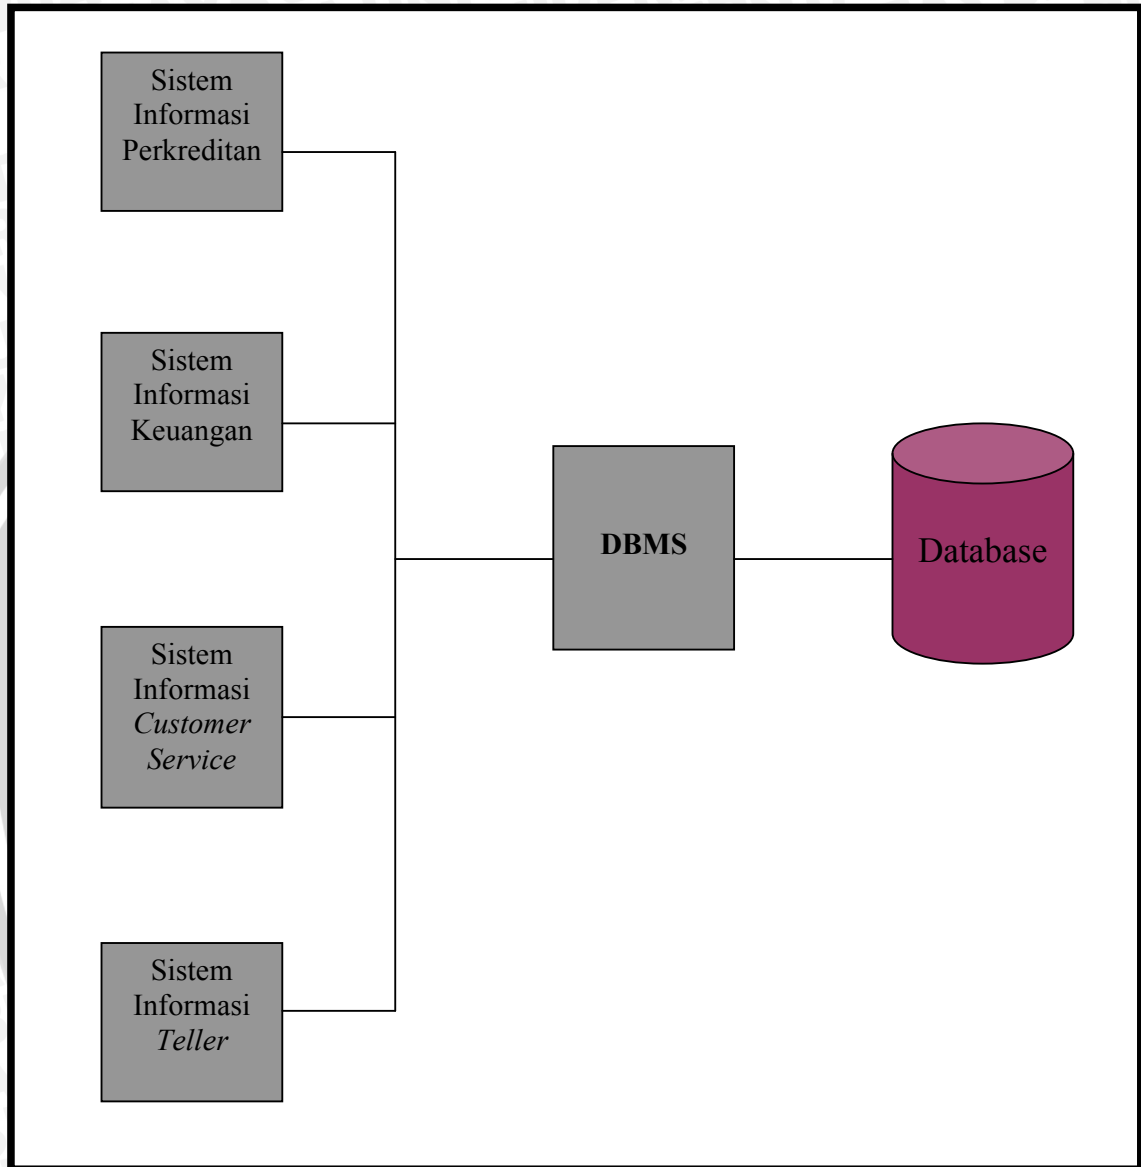 Sistem
Informasi
Perkreditan
Sistem
Informasi
Keuangan
DBMS
Database
Sistem
Informasi
Customer
Service
Sistem
Informasi
Teller